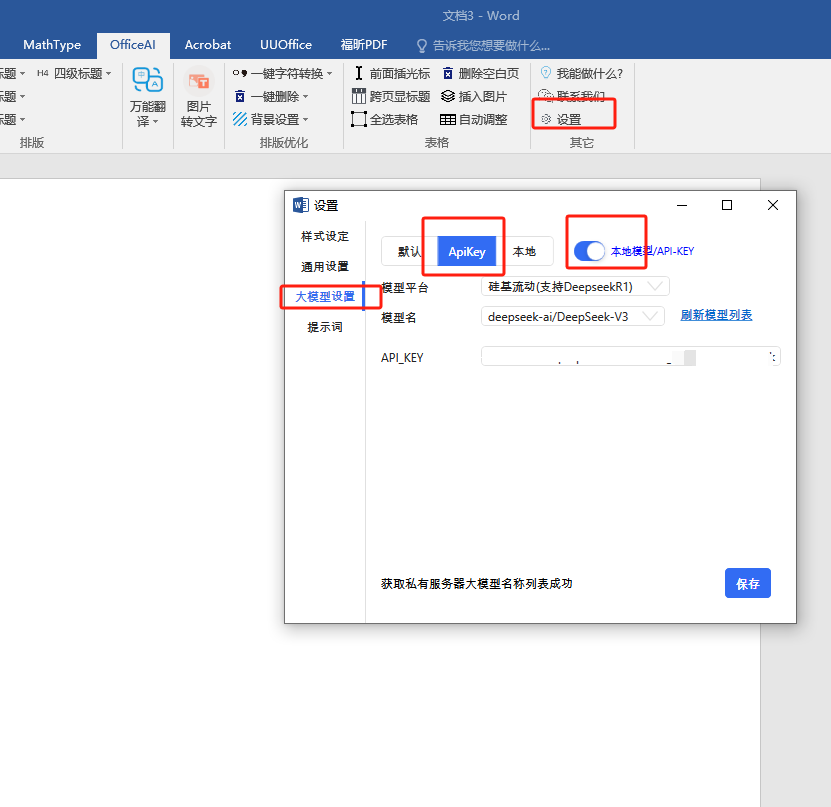 文档3 - Word
MathType OfficeAI Acrobat UUOffice 福昕PDF 告诉我您想要做什么...
标题 H4 四级标题 一键字符转换 前面插光标 删除空白页 我能做什么?
标题 万能翻译 图片转文字 一键删除 跨页显标题 插入图片 联系我们
标题 背景设置 全选表格 自动调整 设置
排版 排版优化 表格 其它
设置
样式设定
通用设置
大模型设置
提示词
默认 ApiKey 本地 本地模型/API-KEY
模型平台 硅基流动(支持DeepseekR1)
模型名 deepseek-ai/DeepSeek-V3 刷新模型列表
API_KEY
获取私有服务器大模型名称列表成功 保存